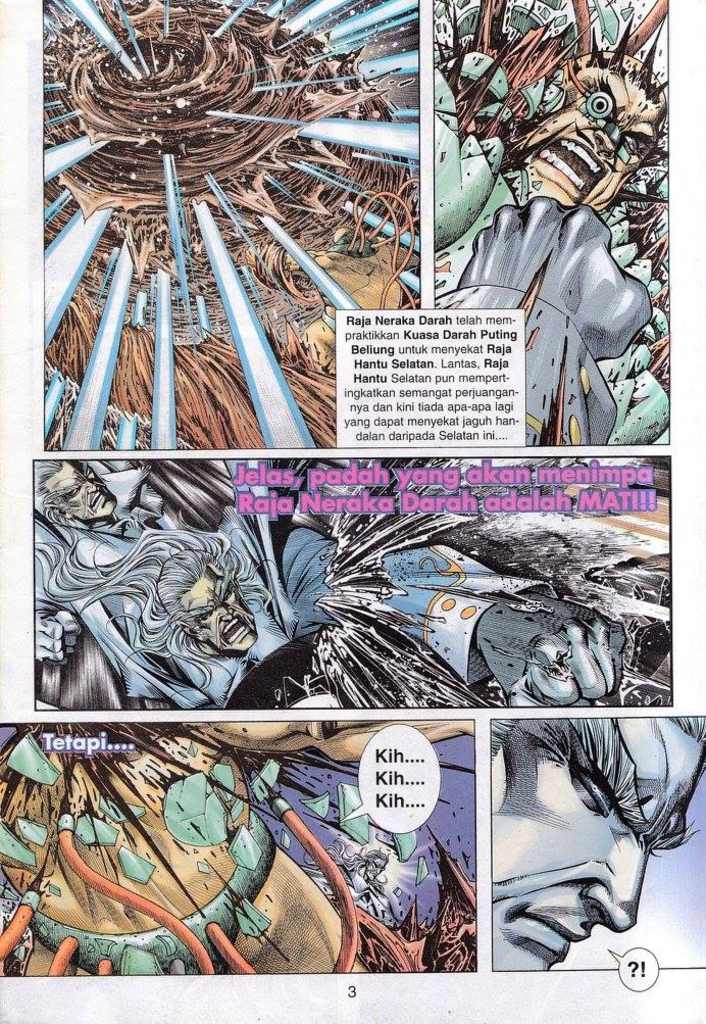 Raja Neraka Darah telah mem-
praktikkan Kuasa Darah Puting
Beliung untuk menyekat Raja
Hantu Selatan. Lantas, Raja
Hantu Selatan pun mempert-
ingkatkan semangat perjuangan-
nya dan kini tiada apa-apa lagi
yang dapat menyekat jaguh han-
dalan daripada Selatan ini....
Jelas, padah yang akan menimpa
Raja Neraka Darah adalah MATI!!!
Tetapi....
Kih....
Kih....
Kih....
?!
3